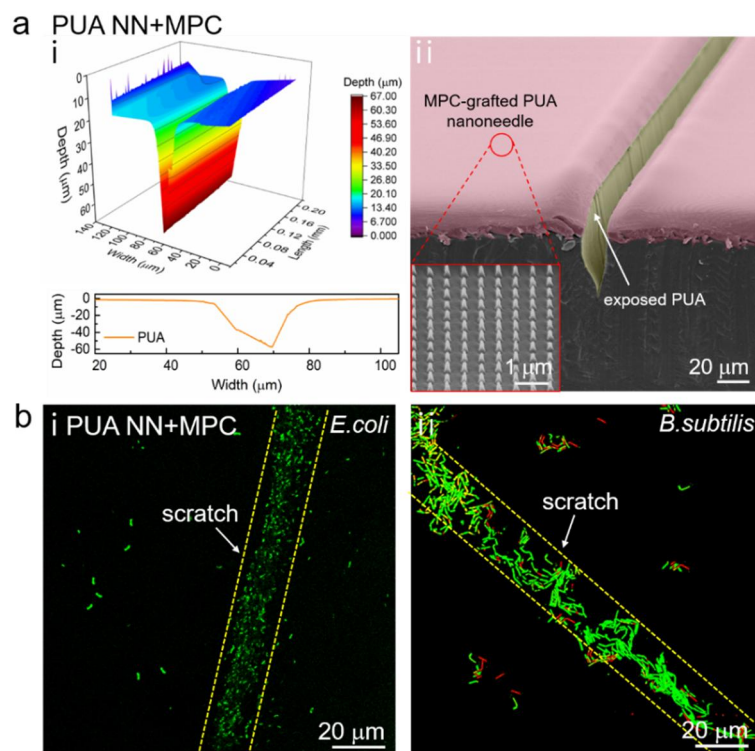 a PUA NN+MPC
i
Depth (μm)
0
10
20
30
40
50
60
140
120
100
80
60
40
20
0
Width (μm)
0.04
0.08
0.12
0.16
0.20
Length (mm)
Depth (μm)
67.00
60.30
53.60
46.90
40.20
33.50
26.80
20.10
13.40
6.700
0.000
Depth (μm)
0
-20
-40
-60
PUA
20 40 60 80 100
Width (μm)
ii
MPC-grafted PUA
nanoneedle
exposed PUA
1 μm
20 μm
b
i PUA NN+MPC
E.coli
scratch
20 μm
ii
B.subtilis
scratch
20 μm